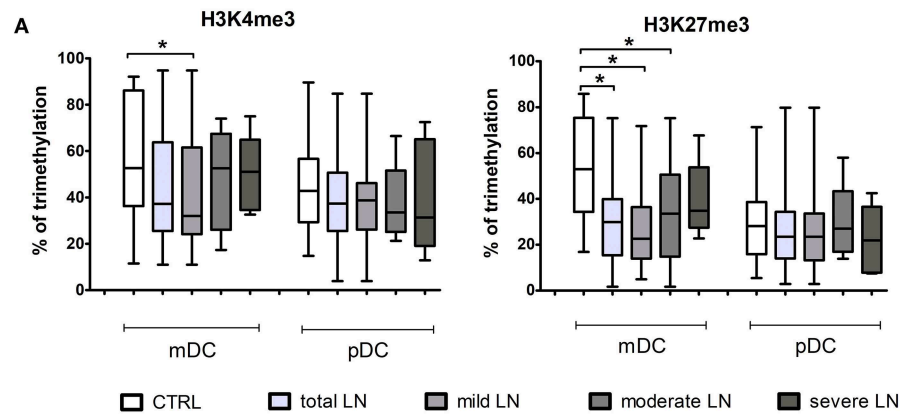 A
H3K4me3
H3K27me3
% of trimethylation
100
80
60
40
20
0
*
mDC
pDC
% of trimethylation
100
80
60
40
20
0
*
*
*
mDC
pDC
CTRL
total LN
mild LN
moderate LN
severe LN